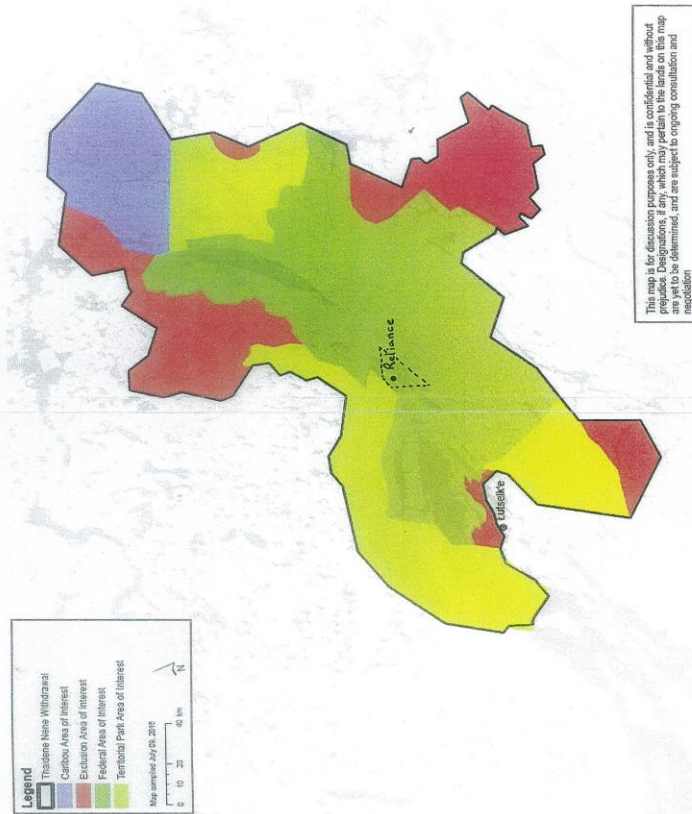 Legend
Thaidene Nene Withdrawal
Caribou Area of Interest
Exclusion Area of Interest
Federal Area of Interest
Territorial Park Area of Interest
N
0 10 20 40 km
Map compiled July 09, 2015
Reliance
Łutselk'e
This map is for discussion purposes only, and is confidential and without
prejudice. Designations, if any, which may pertain to the lands on this map
are yet to be determined, and are subject to ongoing consultation and
negotiation